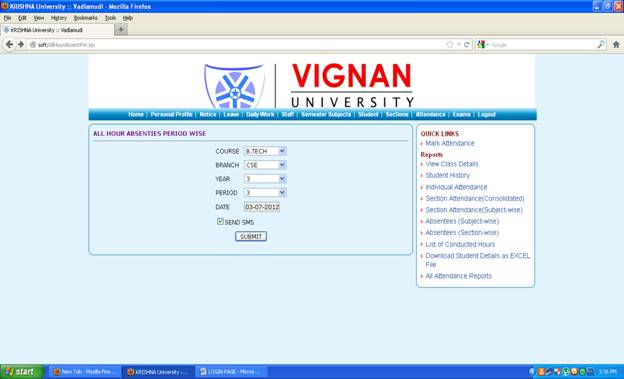 KRISHNA University :: Vadlamudi - Mozilla Firefox
File Edit View History Bookmarks Tools Help
KRISHNA University :: Vadlamudi
soft/AllHourAbsentPW.jsp
Google
VIGNAN
UNIVERSITY
Home | Personal Profile | Notice | Leave | Daily Work | Staff | Semester Subjects | Student | Sections | Attendance | Exams | Logout
ALL HOUR ABSENTIES PERIOD WISE
COURSE B.TECH
BRANCH CSE
YEAR 3
PERIOD 3
DATE 03-07-2012
SEND SMS
SUBMIT
QUICK LINKS
Mark Attendance
Reports
View Class Details
Student History
Individual Attendance
Section Attendance(Consolidated)
Section Attendance(Subject-wise)
Absentees (Subject-wise)
Absentees (Section-wise)
List of Conducted Hours
Download Student Details as EXCEL
File
All Attendance Reports
start
New Tab - Mozilla Fire...
KRISHNA University :...
LOGIN PAGE - Micros...
3:36 PM